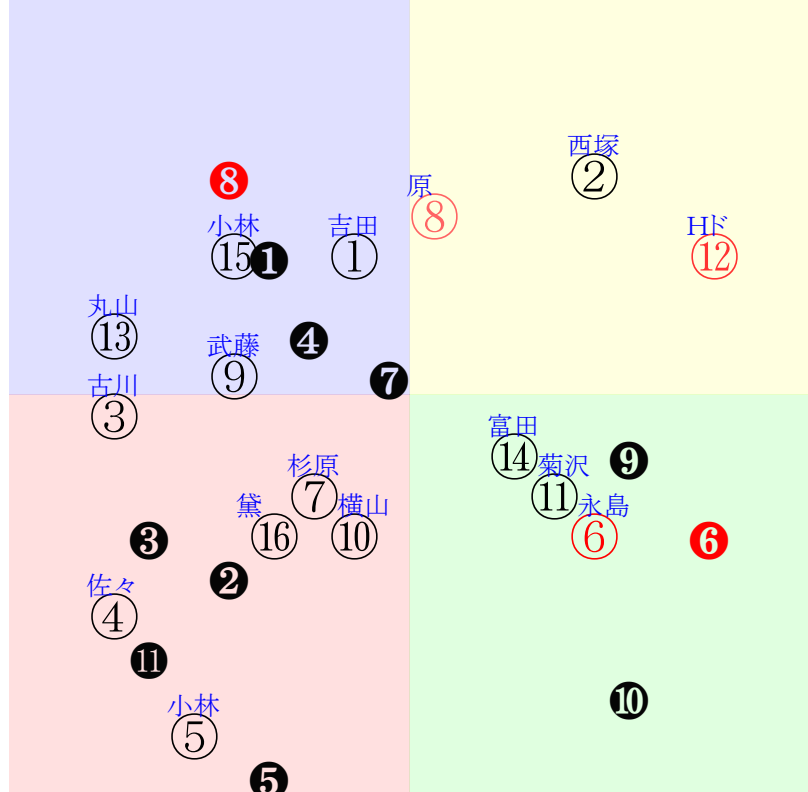 西塚
②
❽
原
⑧
小林
⑮
❶
吉田
①
Hド
⑫
丸山
⑬
❹
武藤
⑨
❼
古川
③
富田
⑭
菊沢
⑪
❾
杉原
⑦
黛
⑯
横山
⑩
永島
⑥
❻
❸
❷
佐々
④
⓫
❿
小林
⑤
❺